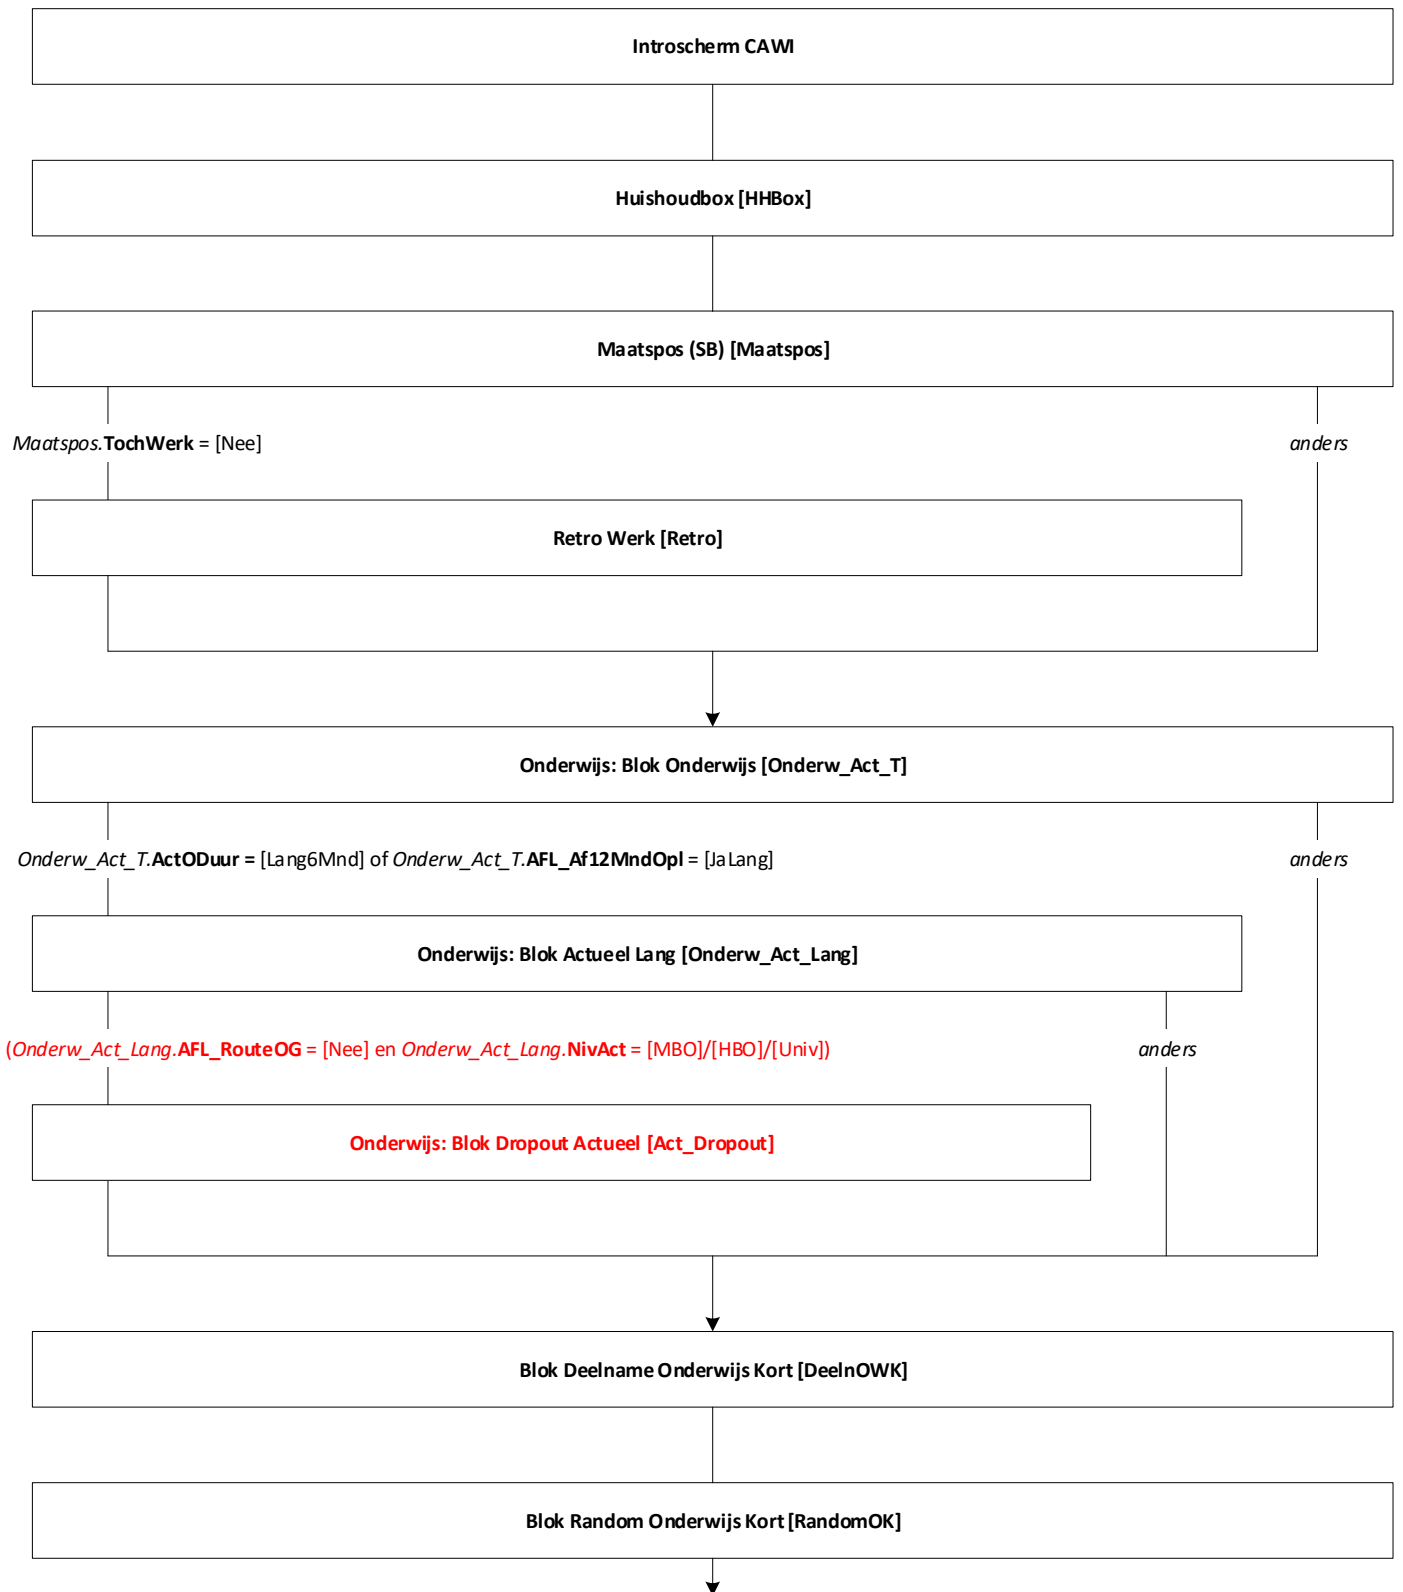 Introscherm CAWI
Huishoudbox [HHBox]
Maatspos (SB) [Maatspos]
Maatspos.TochWerk = [Nee]
anders
Retro Werk [Retro]
Onderwijs: Blok Onderwijs [Onderw_Act_T]
Onderw_Act_T.ActODuur = [Lang6Mnd] of Onderw_Act_T.AFL_Af12MndOpl = [JaLang]
anders
Onderwijs: Blok Actueel Lang [Onderw_Act_Lang]
(Onderw_Act_Lang.AFL_RouteOG = [Nee] en Onderw_Act_Lang.NivAct = [MBO]/[HBO]/[Univ])
anders
Onderwijs: Blok Dropout Actueel [Act_Dropout]
Blok Deelname Onderwijs Kort [DeelnOWK]
Blok Random Onderwijs Kort [RandomOK]